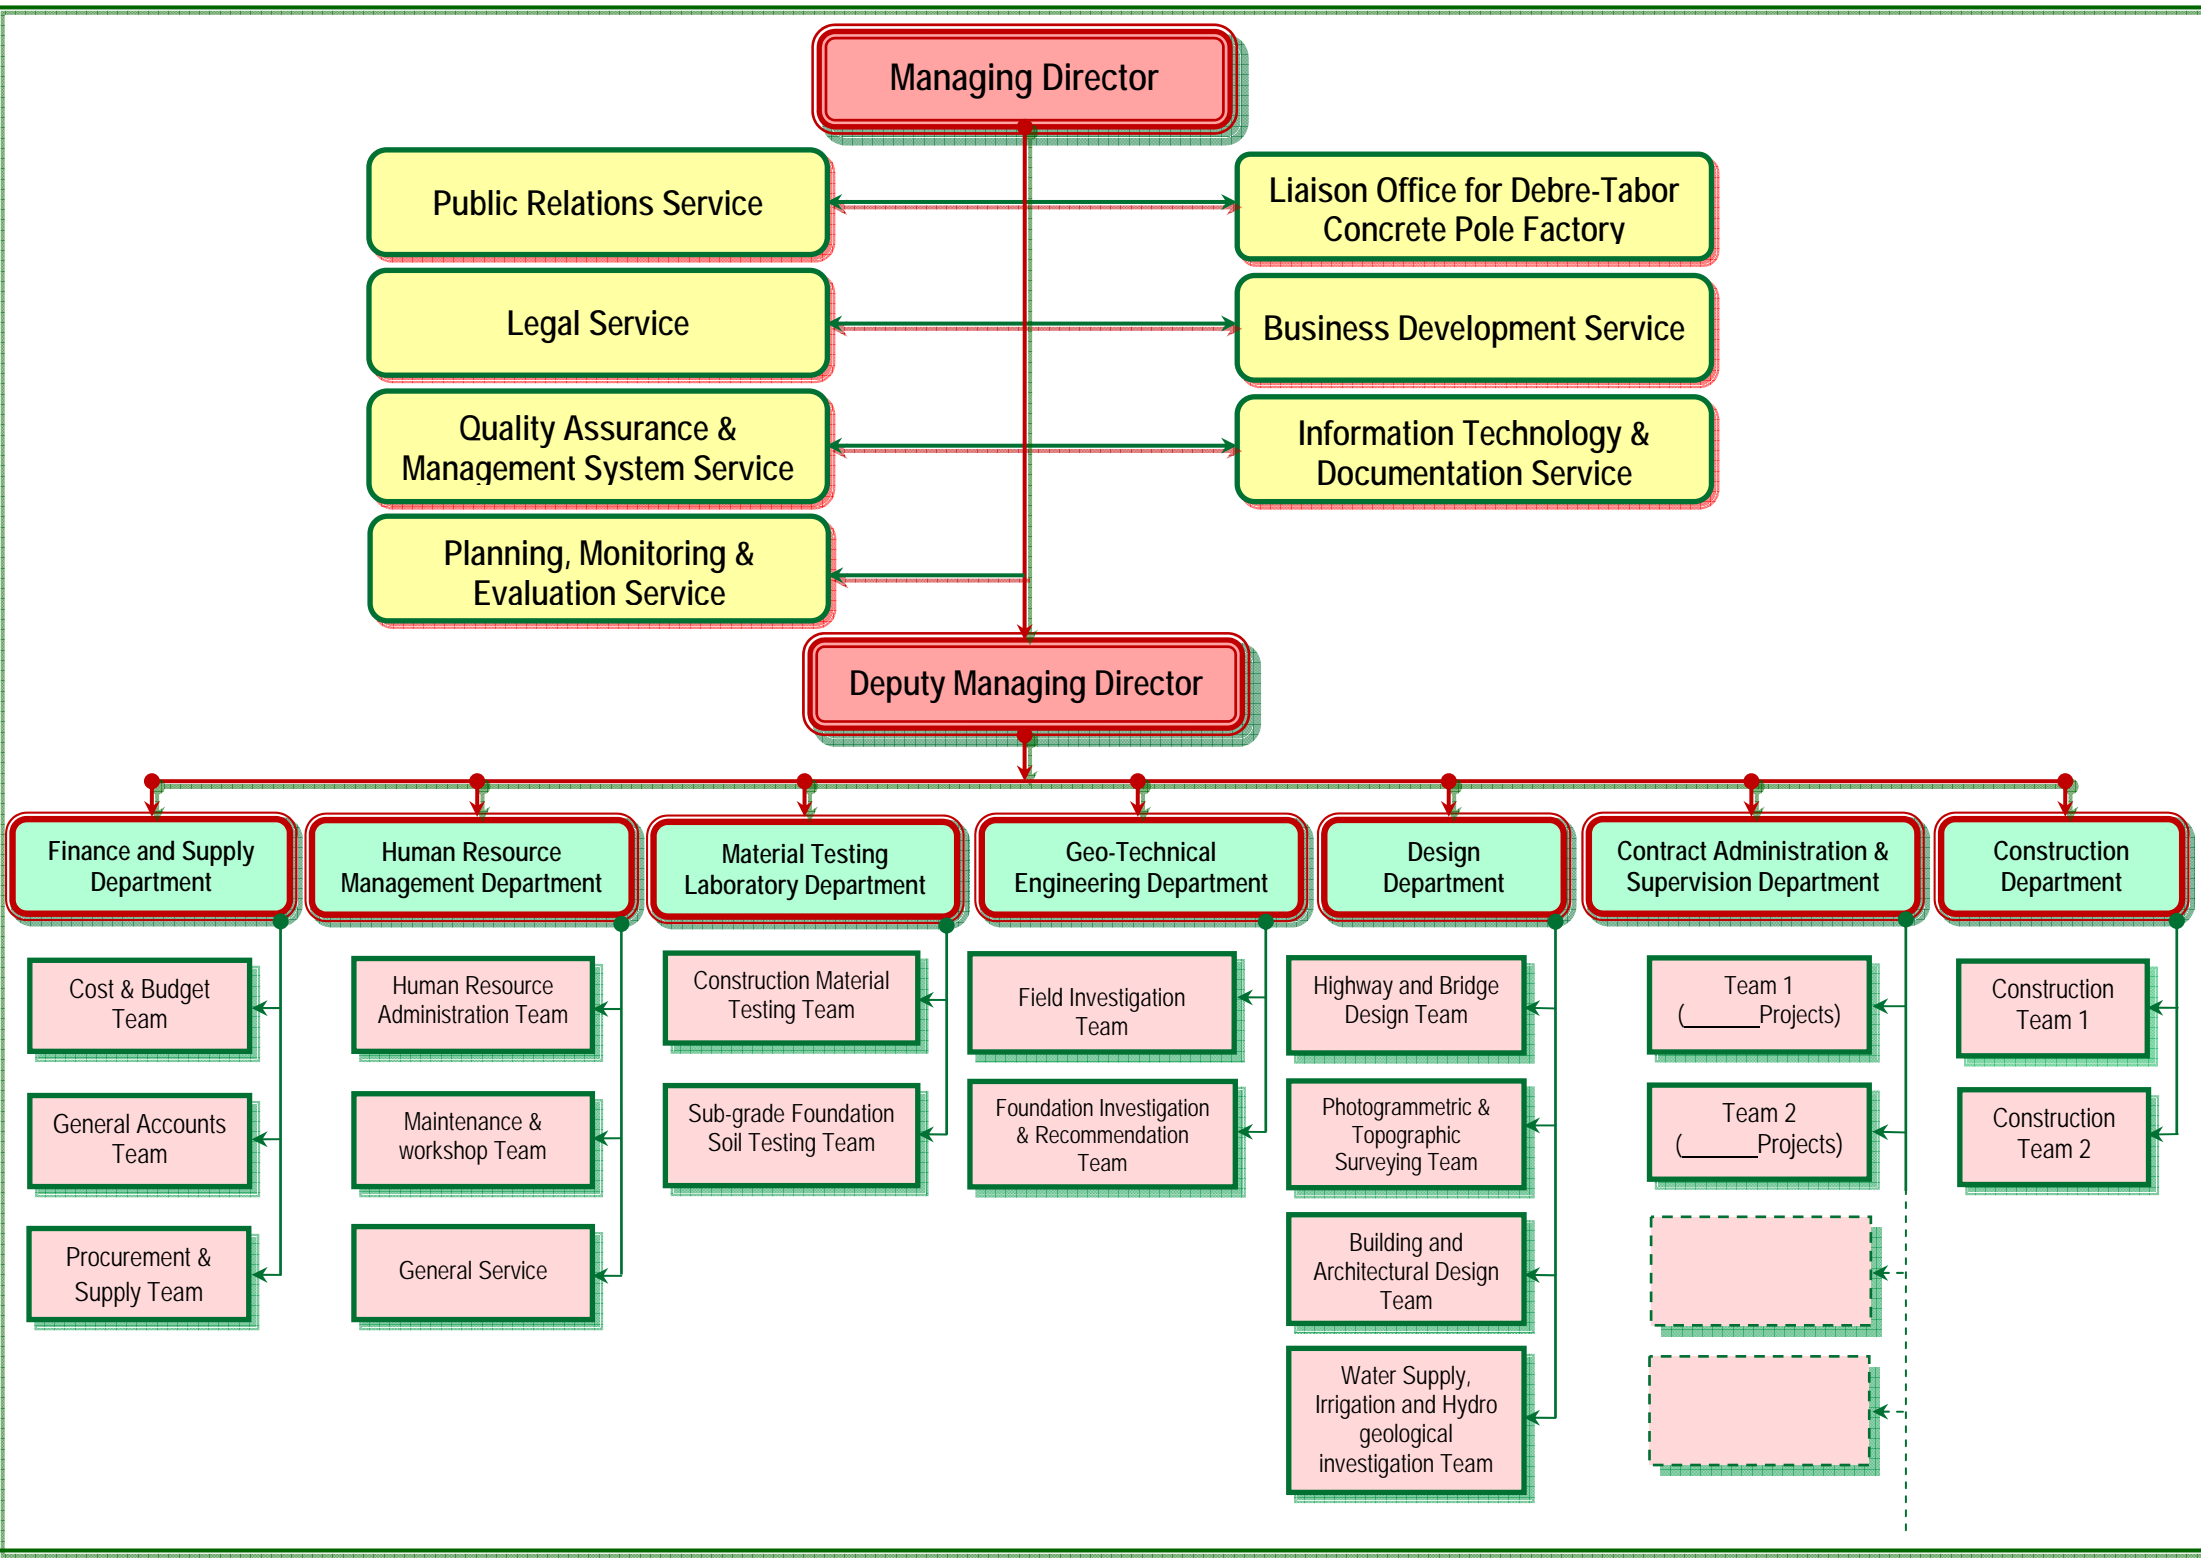 Managing Director
Public Relations Service
Liaison Office for Debre-Tabor
Concrete Pole Factory
Legal Service
Business Development Service
Quality Assurance &
Management System Service
Information Technology &
Documentation Service
Planning, Monitoring &
Evaluation Service
Deputy Managing Director
Finance and Supply
Department
Human Resource
Management Department
Material Testing
Laboratory Department
Geo-Technical
Engineering Department
Design
Department
Contract Administration &
Supervision Department
Construction
Department
Cost & Budget
Team
General Accounts
Team
Procurement &
Supply Team
Human Resource
Administration Team
Maintenance &
workshop Team
General Service
Construction Material
Testing Team
Sub-grade Foundation
Soil Testing Team
Field Investigation
Team
Foundation Investigation
& Recommendation
Team
Highway and Bridge
Design Team
Photogrammetric &
Topographic
Surveying Team
Building and
Architectural Design
Team
Water Supply,
Irrigation and Hydro
geological
investigation Team
Team 1
(______Projects)
Team 2
(______Projects)
Construction
Team 1
Construction
Team 2